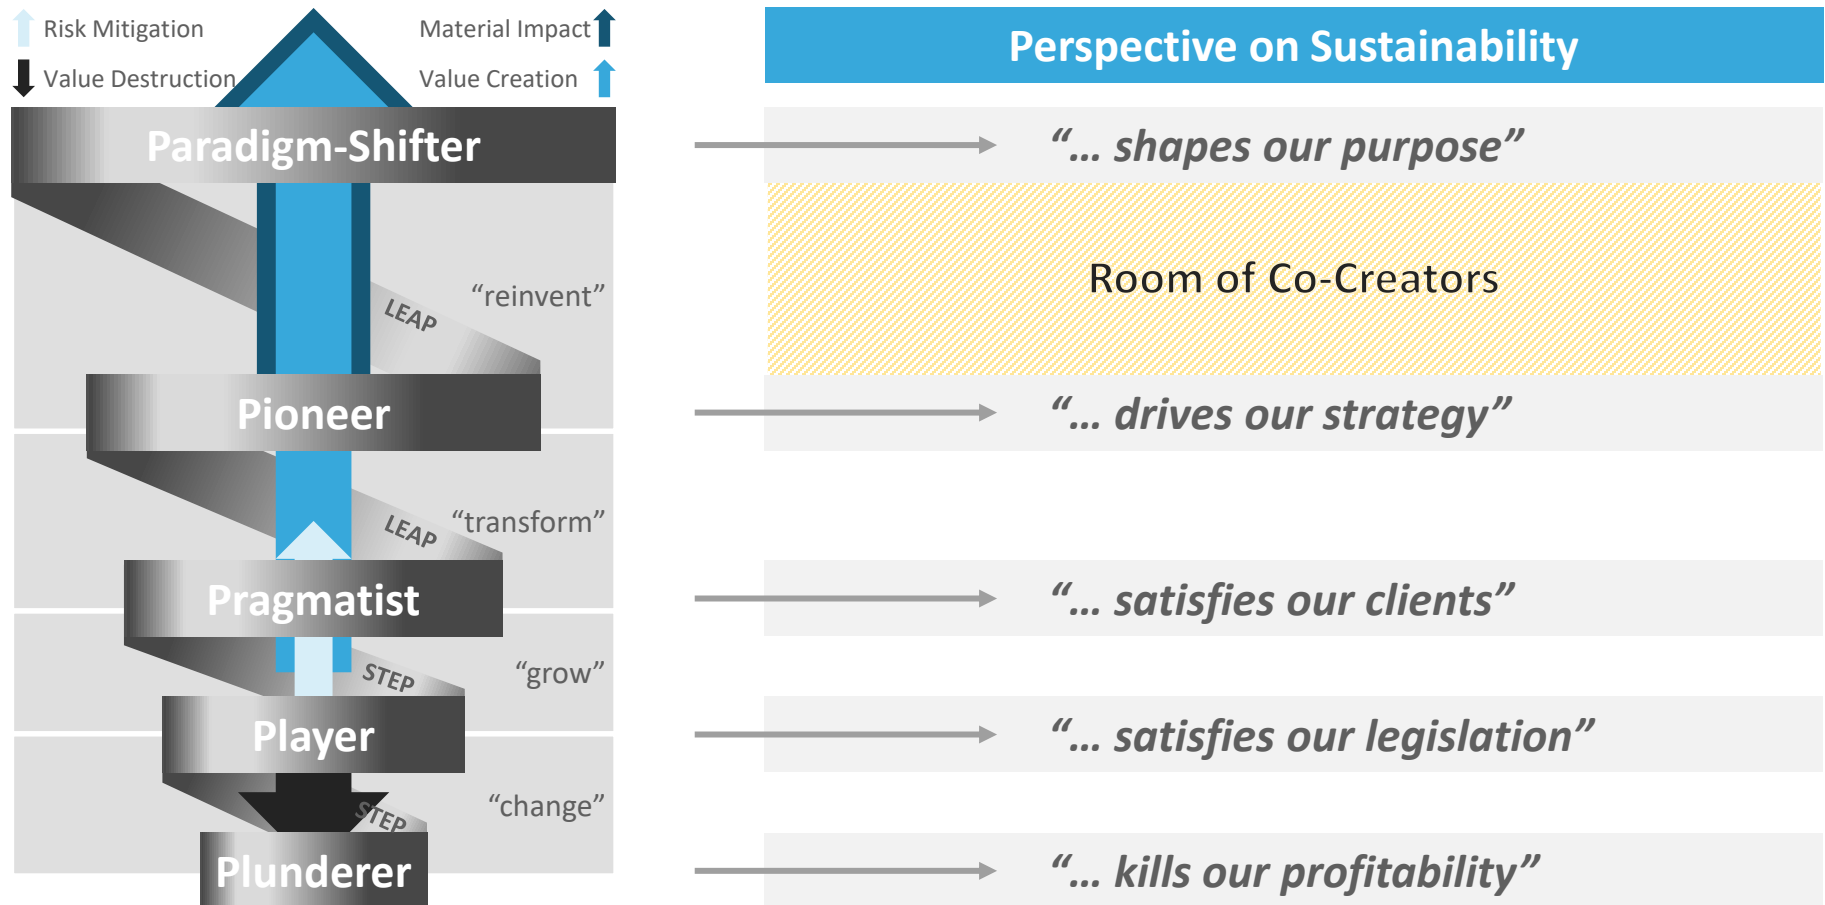 Risk Mitigation
Material Impact
Value Destruction
Value Creation
Perspective on Sustainability
Paradigm-Shifter
“... shapes our purpose”
Room of Co-Creators
“reinvent”
LEAP
Pioneer
“... drives our strategy”
“transform”
LEAP
Pragmatist
“... satisfies our clients”
“grow”
STEP
Player
“... satisfies our legislation”
“change”
STEP
Plunderer
“... kills our profitability”